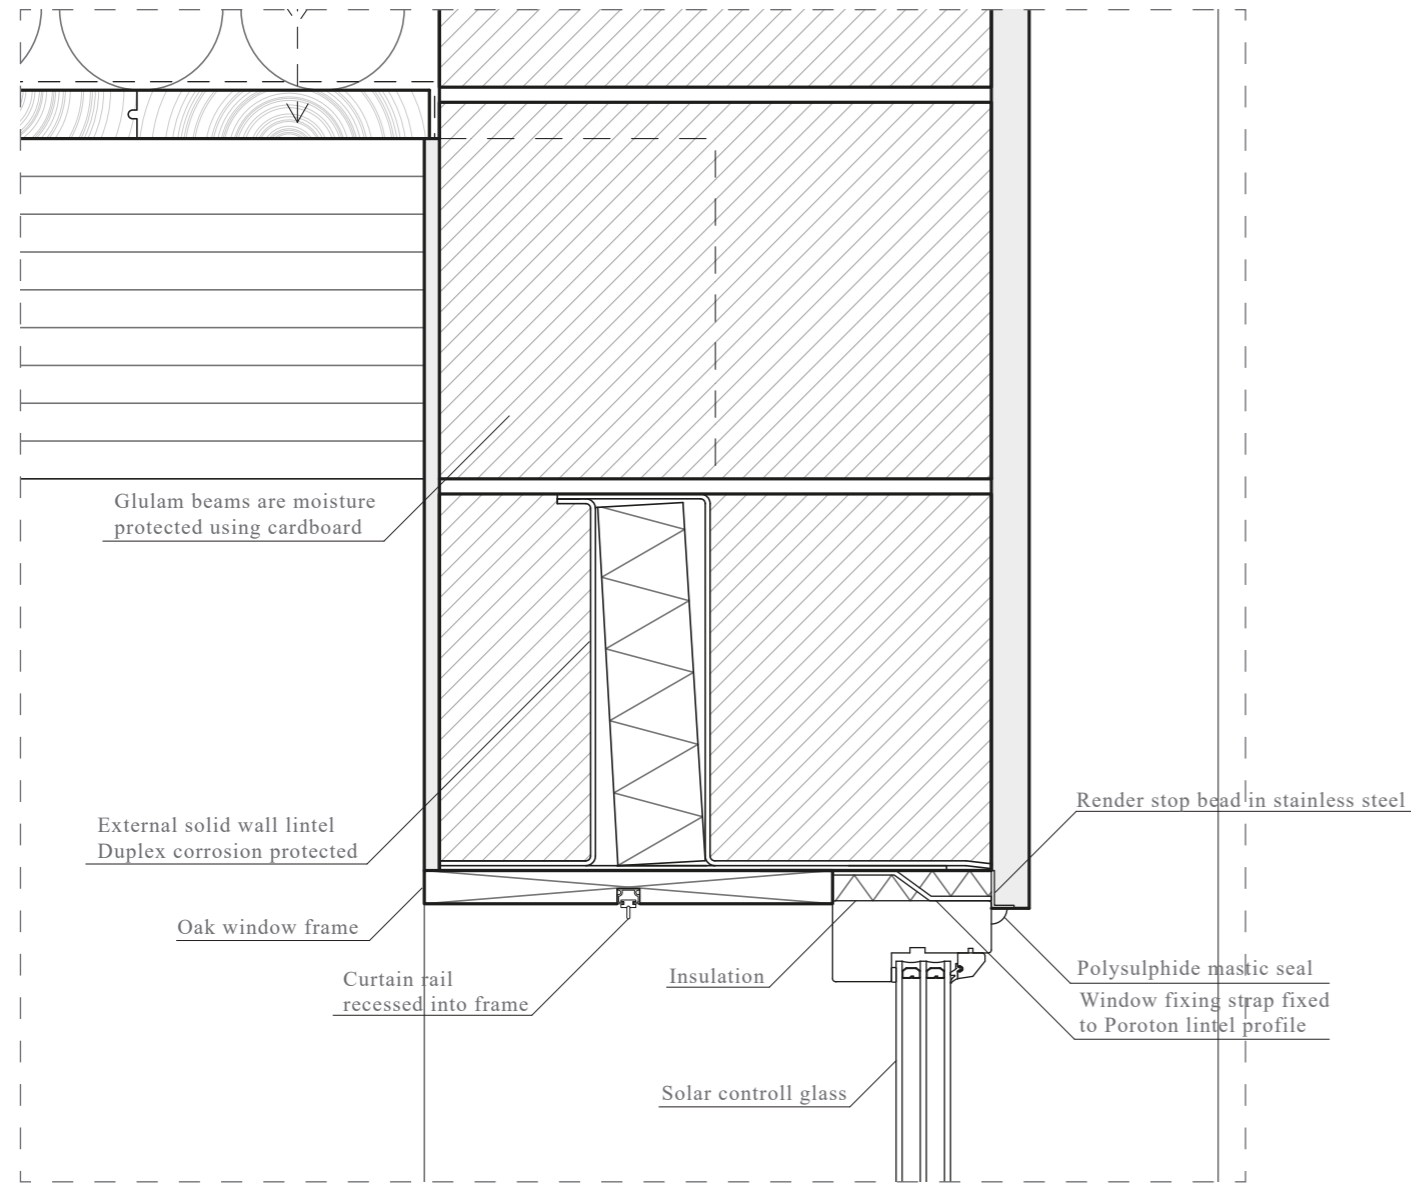 Glulam beams are moisture
protected using cardboard
Render stop bead in stainless steel
External solid wall lintel
Duplex corrosion protected
Oak window frame
Curtain rail
recessed into frame
Insulation
Polysulphide mastic seal
Window fixing strap fixed
to Poroton lintel profile
Solar controll glass